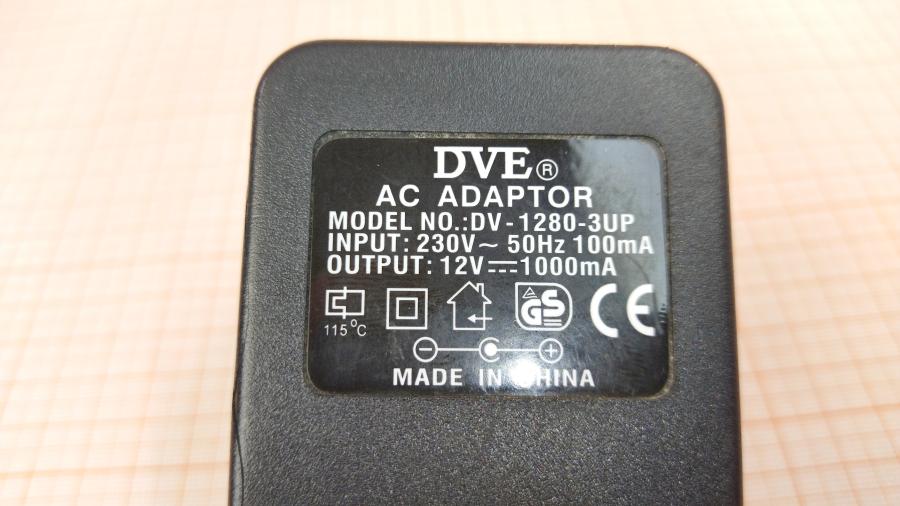 DVE®
AC ADAPTOR
MODEL NO.:DV-1280-3UP
INPUT: 230V~ 50Hz 100mA
OUTPUT: 12V⎓1000mA
115°C
GS
CE
MADE IN CHINA